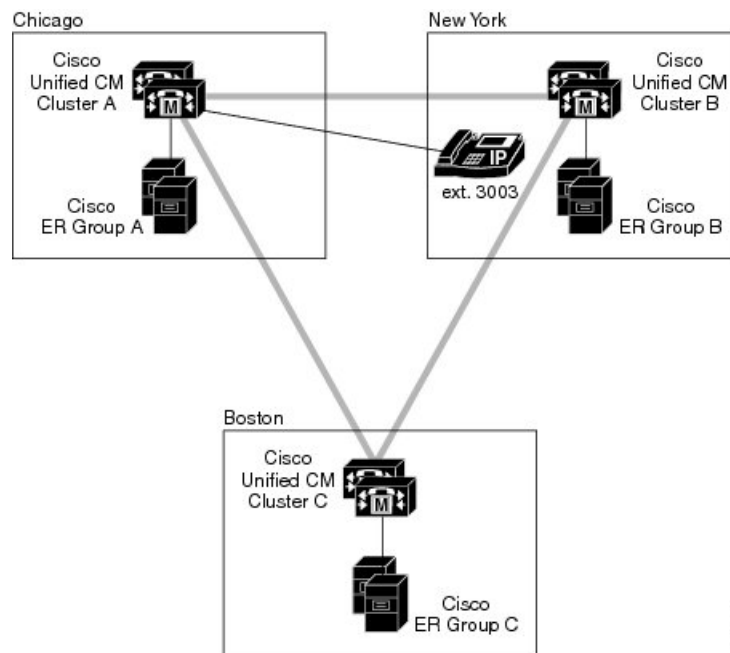 Chicago
Cisco
Unified CM
Cluster A
M
Cisco
ER Group A
New York
Cisco
Unified CM
Cluster B
M
IP
ext. 3003
Cisco
ER Group B
Boston
Cisco
Unified CM
Cluster C
M
Cisco
ER Group C